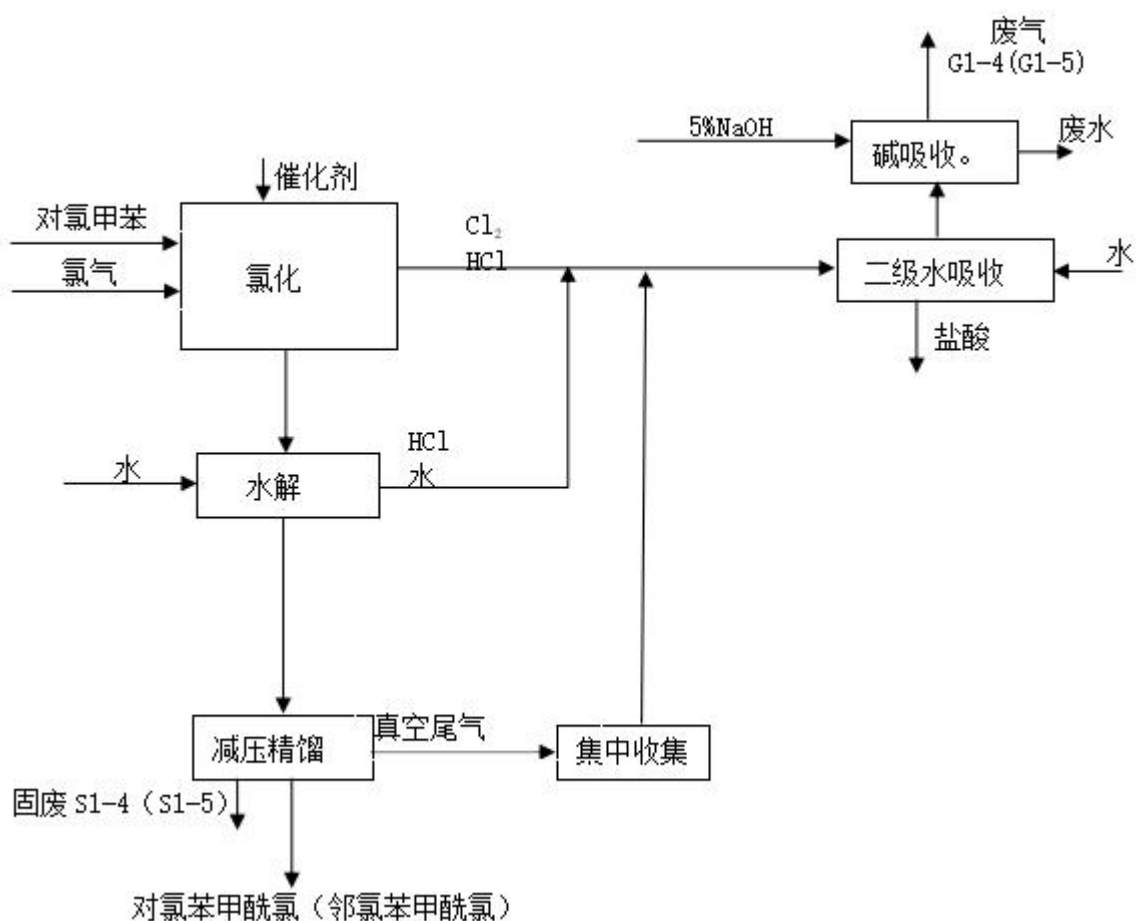 废气
G1-4(G1-5)
5%NaOH
碱吸收。
废水
催化剂
对氯甲苯
氯气
氯化
Cl₂
HCl
二级水吸收
水
盐酸
水
水解
HCl
水
减压精馏
真空尾气
集中收集
固废 S1-4（S1-5）
对氯苯甲酰氯（邻氯苯甲酰氯）